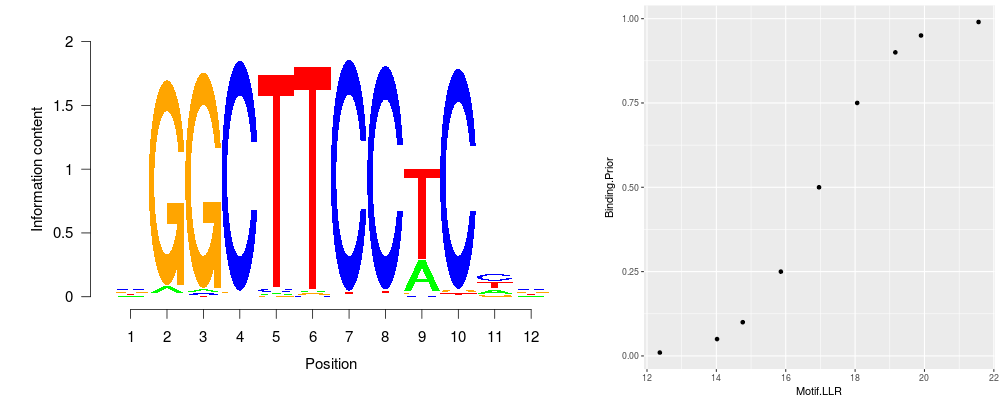 2
1.5
1
0.5
0
Information content
GGCTTCCTC
A
C
T
A
1 2 3 4 5 6 7 8 9 10 11 12
Position
1.00
0.75
0.50
0.25
0.00
Binding.Prior
12 14 16 18 20 22
Motif.LLR